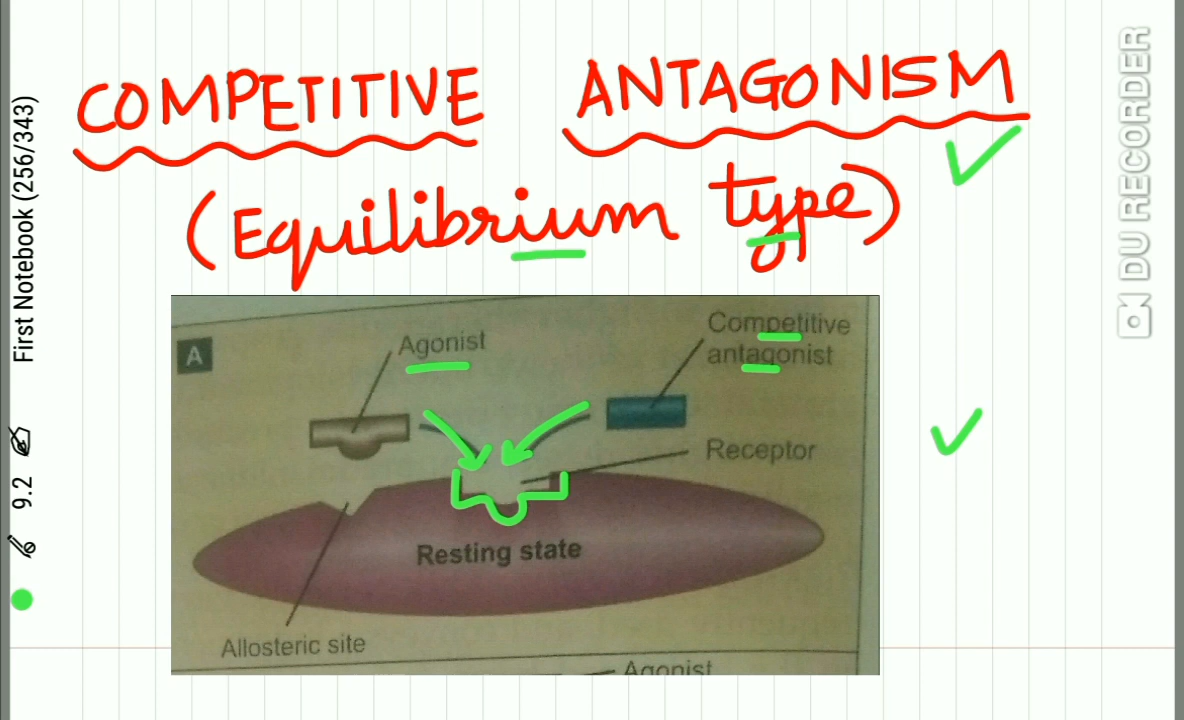 COMPETITIVE ANTAGONISM
(Equilibrium type)
A
Agonist
Competitive
antagonist
Receptor
Resting state
Allosteric site
Agonist
First Notebook (256/343)
9.2
DU RECORDER